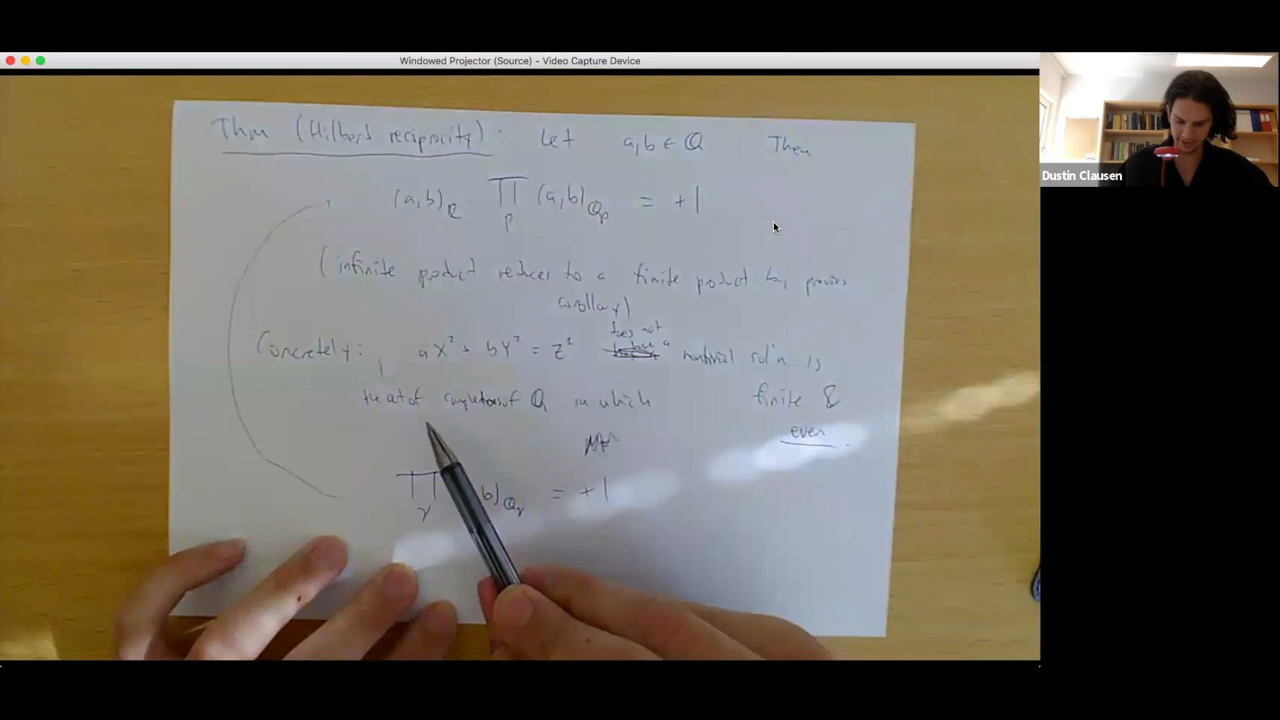 Windowed Projector (Source) - Video Capture Device
Dustin Clausen
Thm (Hilbert reciprocity): Let a,b ∈ Q Then
(a,b)_R · ∏_p (a,b)_{Q_p} = +1
(infinite product reduces to a finite product by previous
corollary)
does not
Concretely: aX² + bY² = Z² have a nontrivial sol'n is
the set of completions of Q in which finite &
even
∏_v b)_{Q_v} = +1